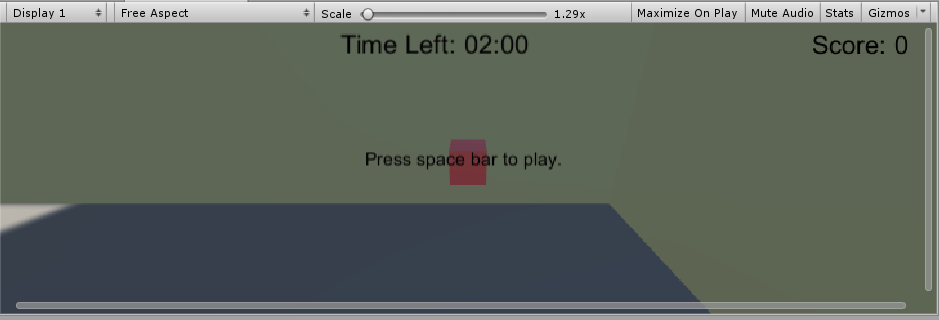 Display 1 Free Aspect Scale 1.29x Maximize On Play Mute Audio Stats Gizmos
Time Left: 02:00 Score: 0
Press space bar to play.